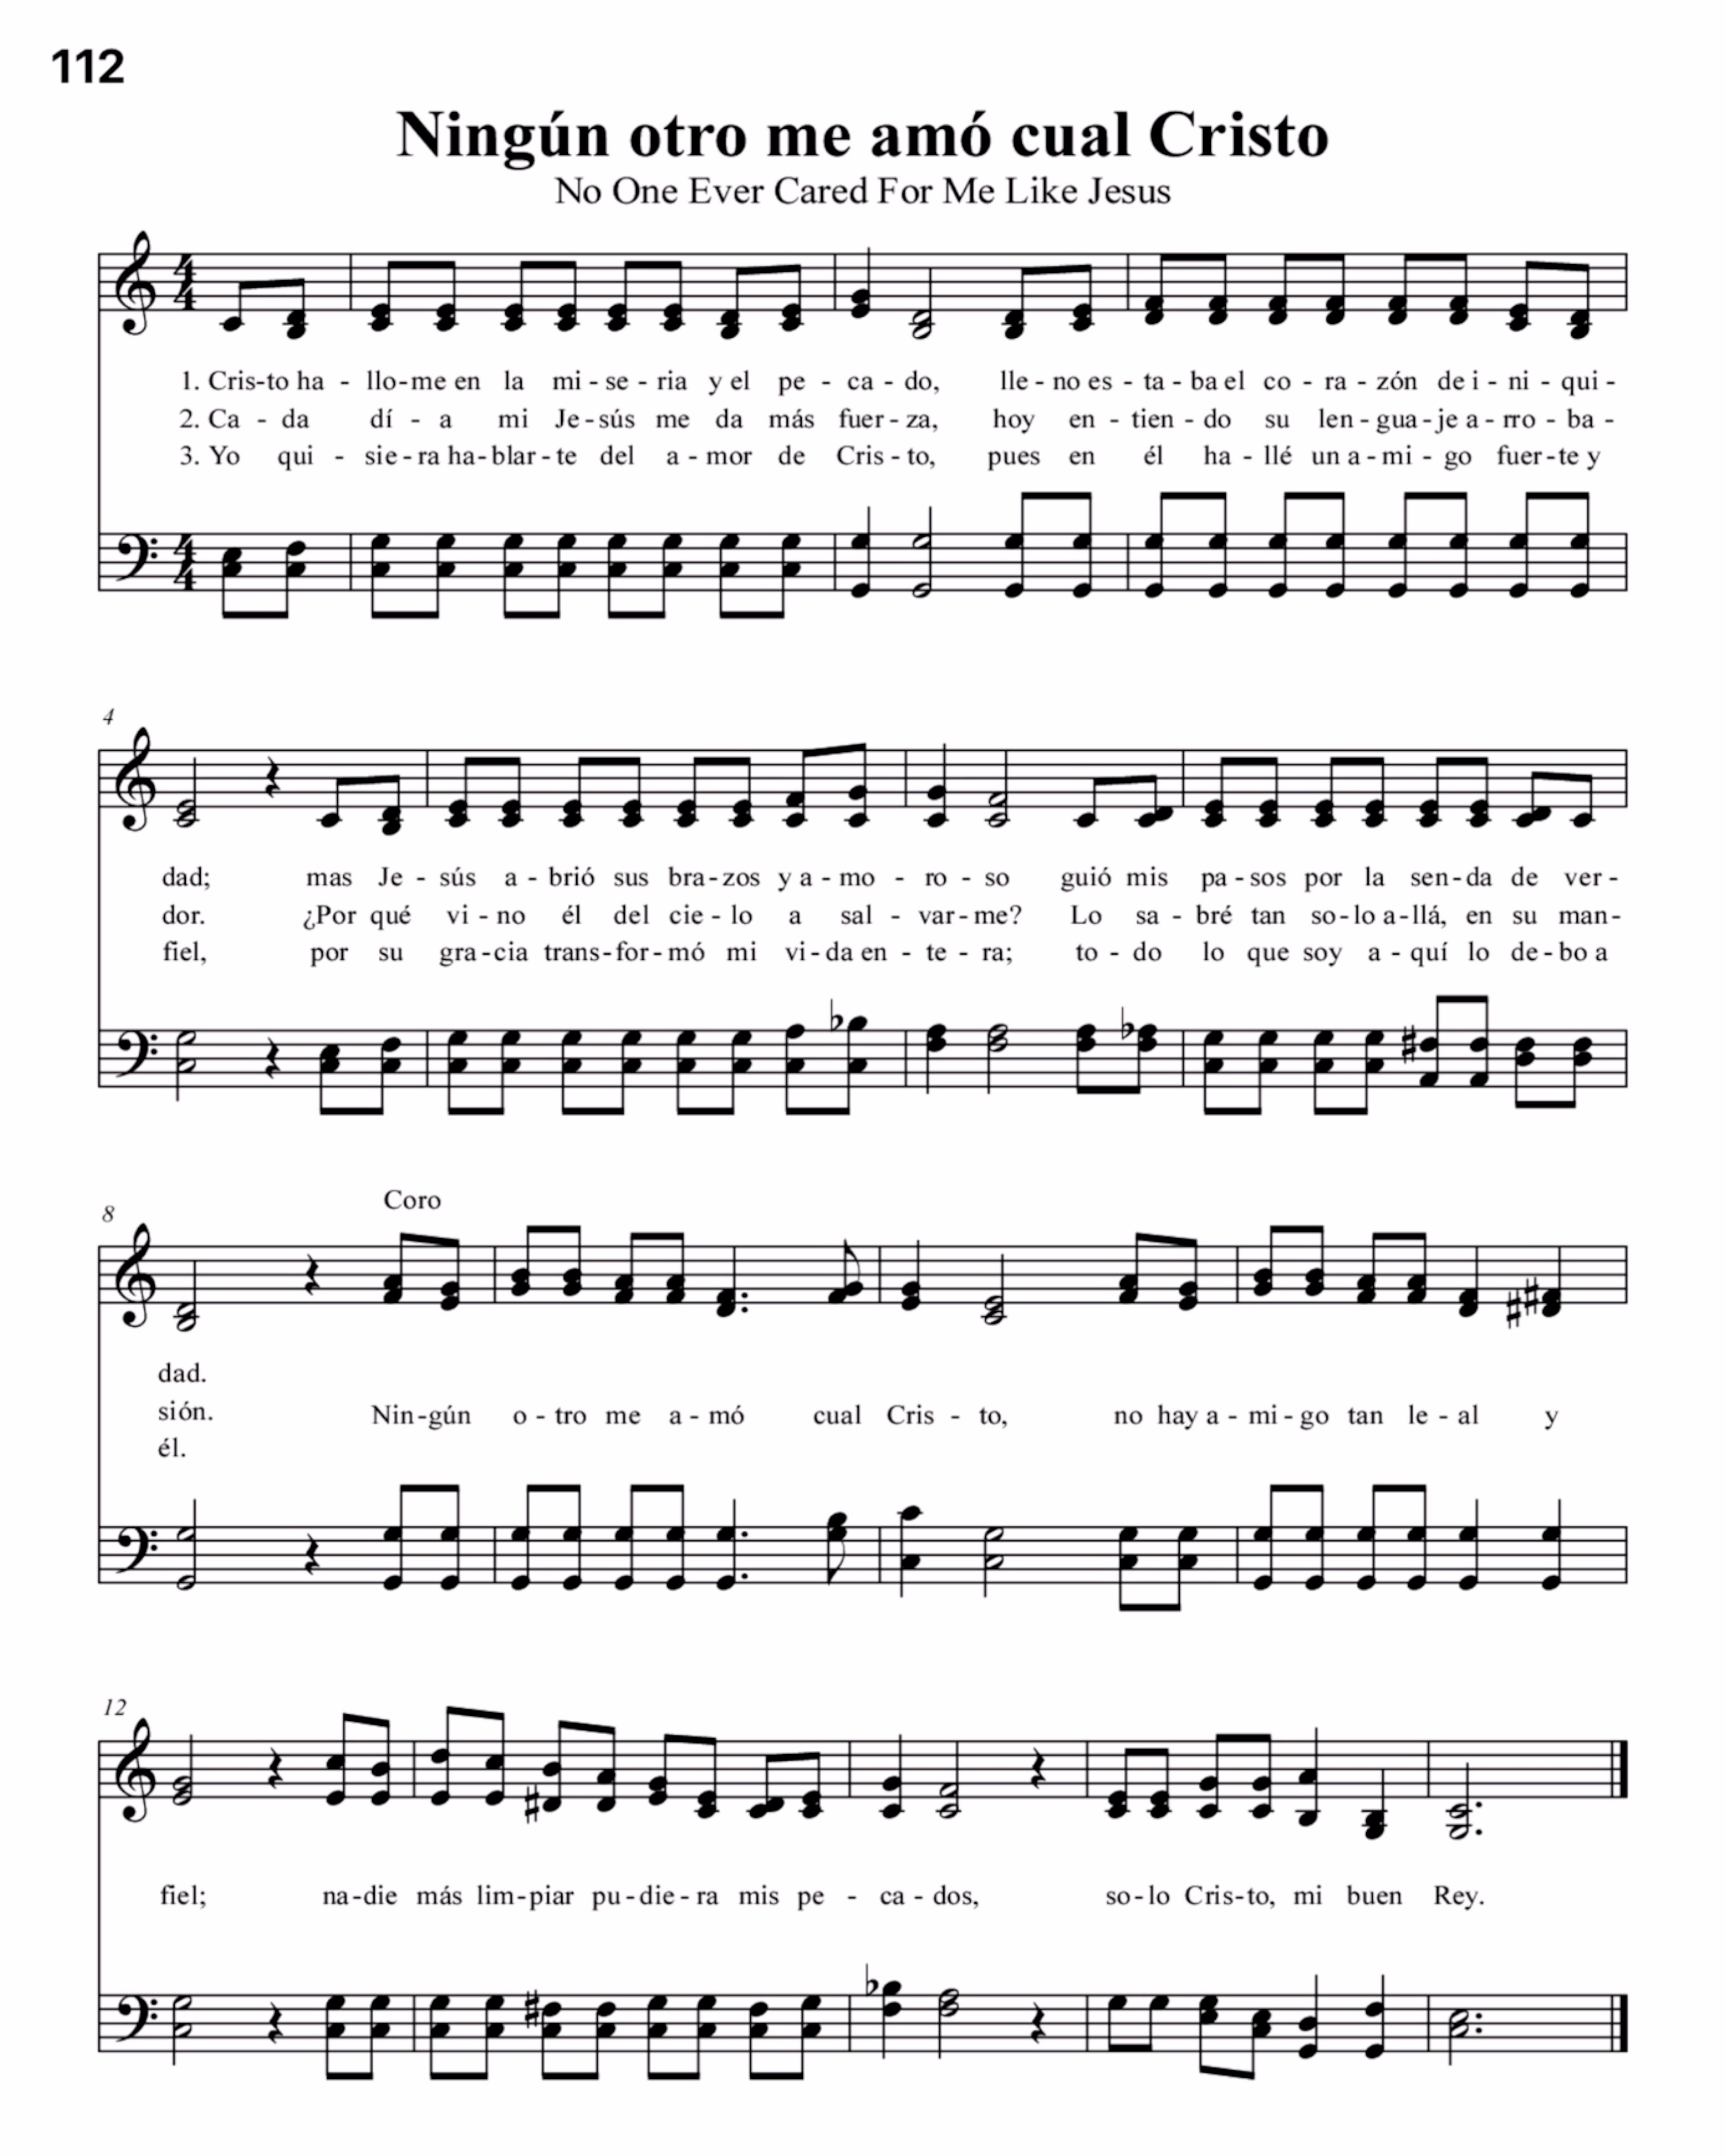 112
Ningún otro me amó cual Cristo
No One Ever Cared For Me Like Jesus
1. Cris-to ha - llo-me en la mi - se - ria y el pe - ca - do, lle - no es - ta - ba el co - ra - zón de i - ni - qui -
2. Ca - da dí - a mi Je - sús me da más fuer - za, hoy en - tien - do su len - gua - je a - rro - ba -
3. Yo qui - sie - ra ha - blar - te del a - mor de Cris - to, pues en él ha - llé un a - mi - go fuer - te y
4
dad; mas Je - sús a - brió sus bra - zos y a - mo - ro - so guió mis pa - sos por la sen - da de ver -
dor. ¿Por qué vi - no él del cie - lo a sal - var - me? Lo sa - bré tan so - lo a - llá, en su man -
fiel, por su gra - cia trans - for - mó mi vi - da en - te - ra; to - do lo que soy a - quí lo de - bo a
Coro
8
dad.
sión. Nin - gún o - tro me a - mó cual Cris - to, no hay a - mi - go tan le - al y
él.
12
fiel; na - die más lim - piar pu - die - ra mis pe - ca - dos, so - lo Cris - to, mi buen Rey.